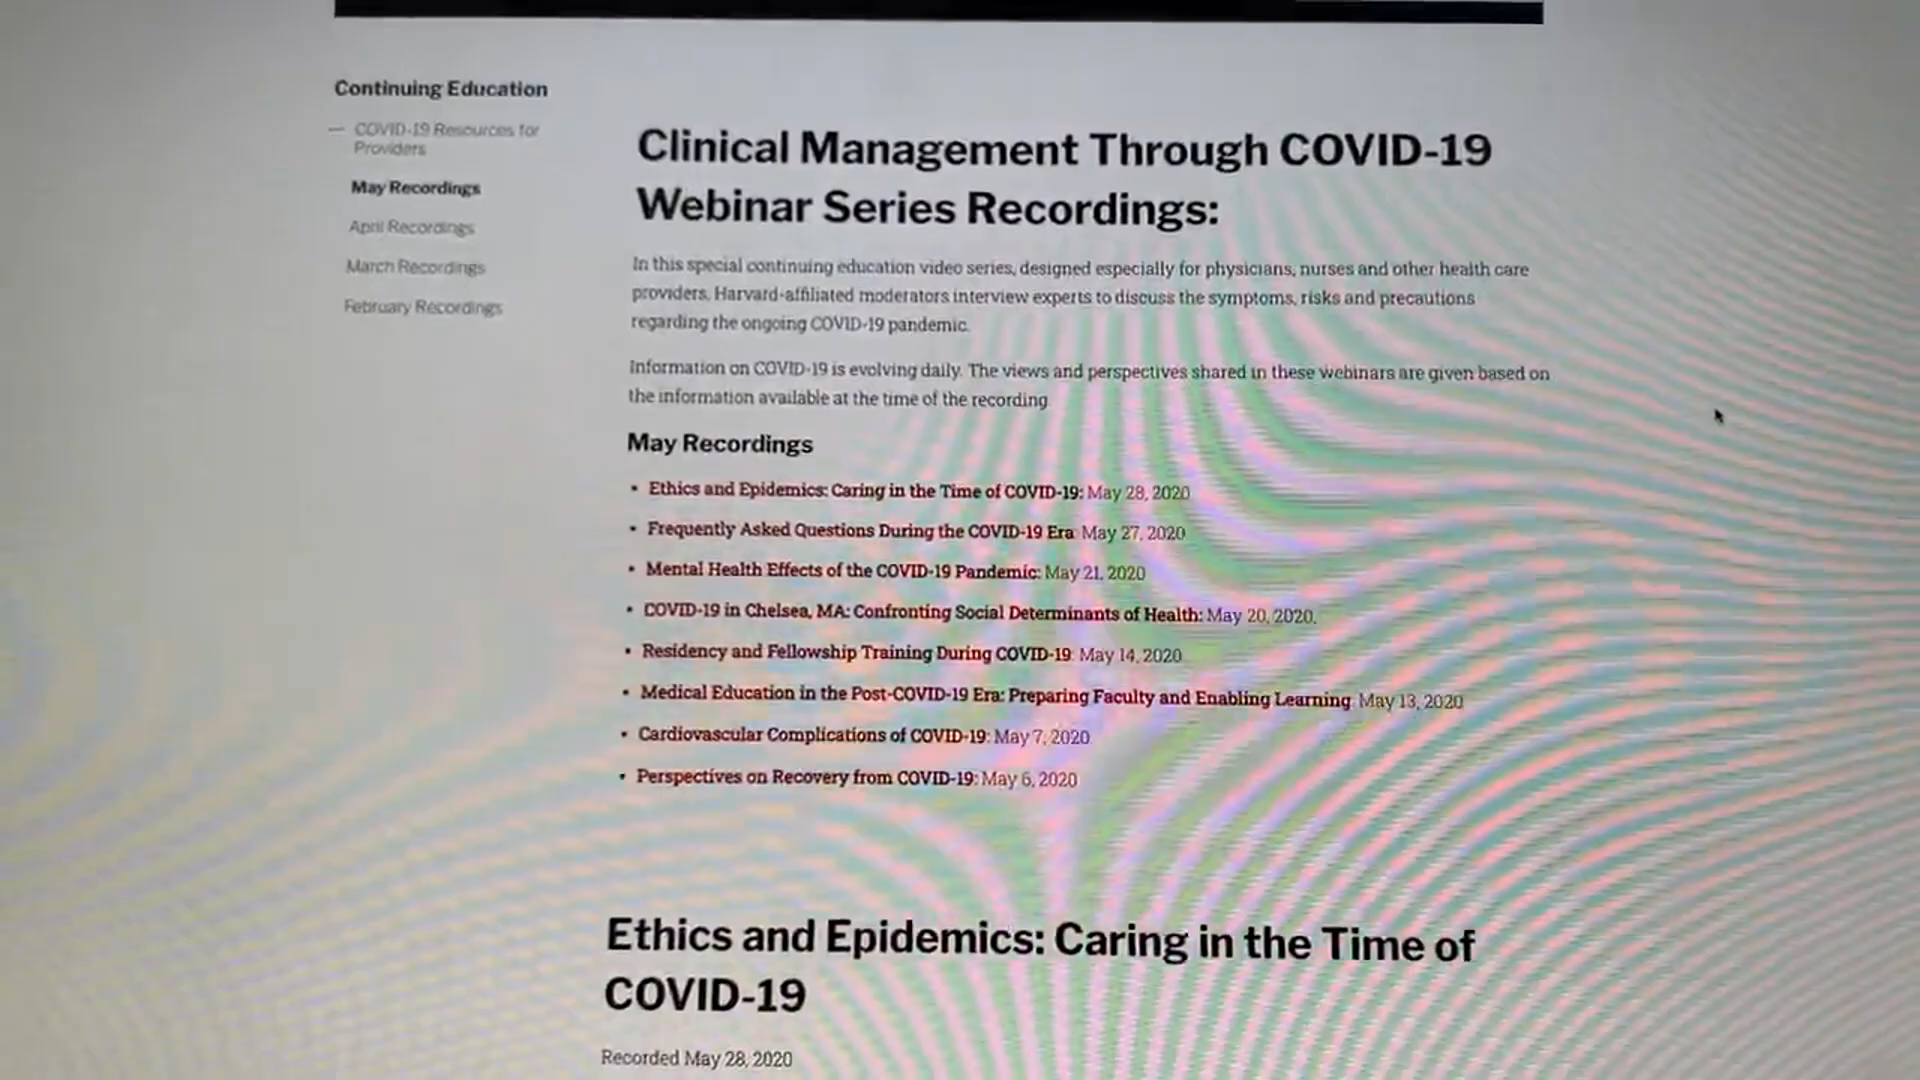 Continuing Education
— COVID-19 Resources for
Providers
May Recordings
April Recordings
March Recordings
February Recordings
Clinical Management Through COVID-19
Webinar Series Recordings:
In this special continuing education video series, designed especially for physicians, nurses and other health care
providers, Harvard-affiliated moderators interview experts to discuss the symptoms, risks and precautions
regarding the ongoing COVID-19 pandemic.
Information on COVID-19 is evolving daily. The views and perspectives shared in these webinars are given based on
the information available at the time of the recording.
May Recordings
• Ethics and Epidemics: Caring in the Time of COVID-19: May 28, 2020
• Frequently Asked Questions During the COVID-19 Era: May 27, 2020
• Mental Health Effects of the COVID-19 Pandemic: May 21, 2020
• COVID-19 in Chelsea, MA: Confronting Social Determinants of Health: May 20, 2020.
• Residency and Fellowship Training During COVID-19: May 14, 2020
• Medical Education in the Post-COVID-19 Era: Preparing Faculty and Enabling Learning: May 13, 2020
• Cardiovascular Complications of COVID-19: May 7, 2020
• Perspectives on Recovery from COVID-19: May 6, 2020
Ethics and Epidemics: Caring in the Time of
COVID-19
Recorded May 28, 2020